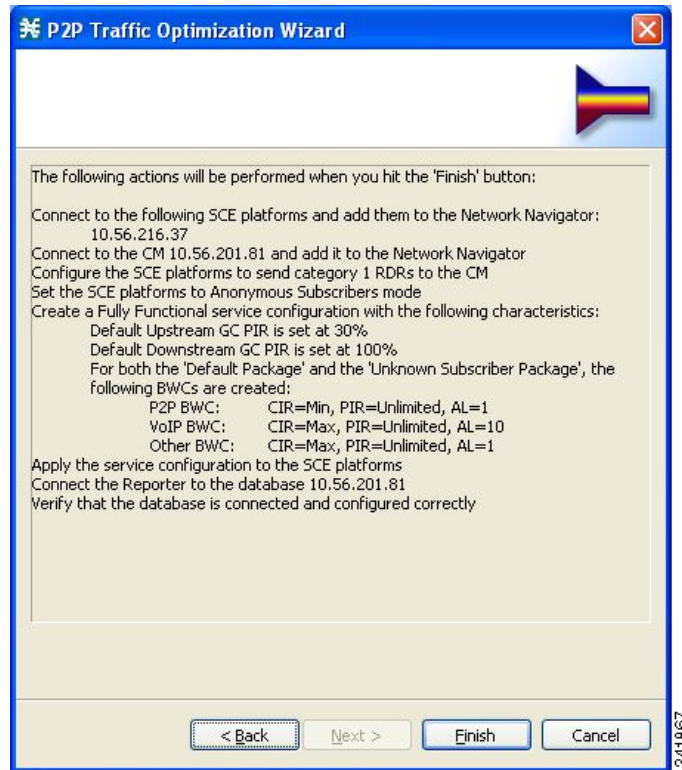 P2P Traffic Optimization Wizard
The following actions will be performed when you hit the 'Finish' button:
Connect to the following SCE platforms and add them to the Network Navigator:
10.56.216.37
Connect to the CM 10.56.201.81 and add it to the Network Navigator
Configure the SCE platforms to send category 1 RDRs to the CM
Set the SCE platforms to Anonymous Subscribers mode
Create a Fully Functional service configuration with the following characteristics:
Default Upstream GC PIR is set at 30%
Default Downstream GC PIR is set at 100%
For both the 'Default Package' and the 'Unknown Subscriber Package', the
following BWCs are created:
P2P BWC: CIR=Min, PIR=Unlimited, AL=1
VoIP BWC: CIR=Max, PIR=Unlimited, AL=10
Other BWC: CIR=Max, PIR=Unlimited, AL=1
Apply the service configuration to the SCE platforms
Connect the Reporter to the database 10.56.201.81
Verify that the database is connected and configured correctly
< Back Next > Finish Cancel
241967